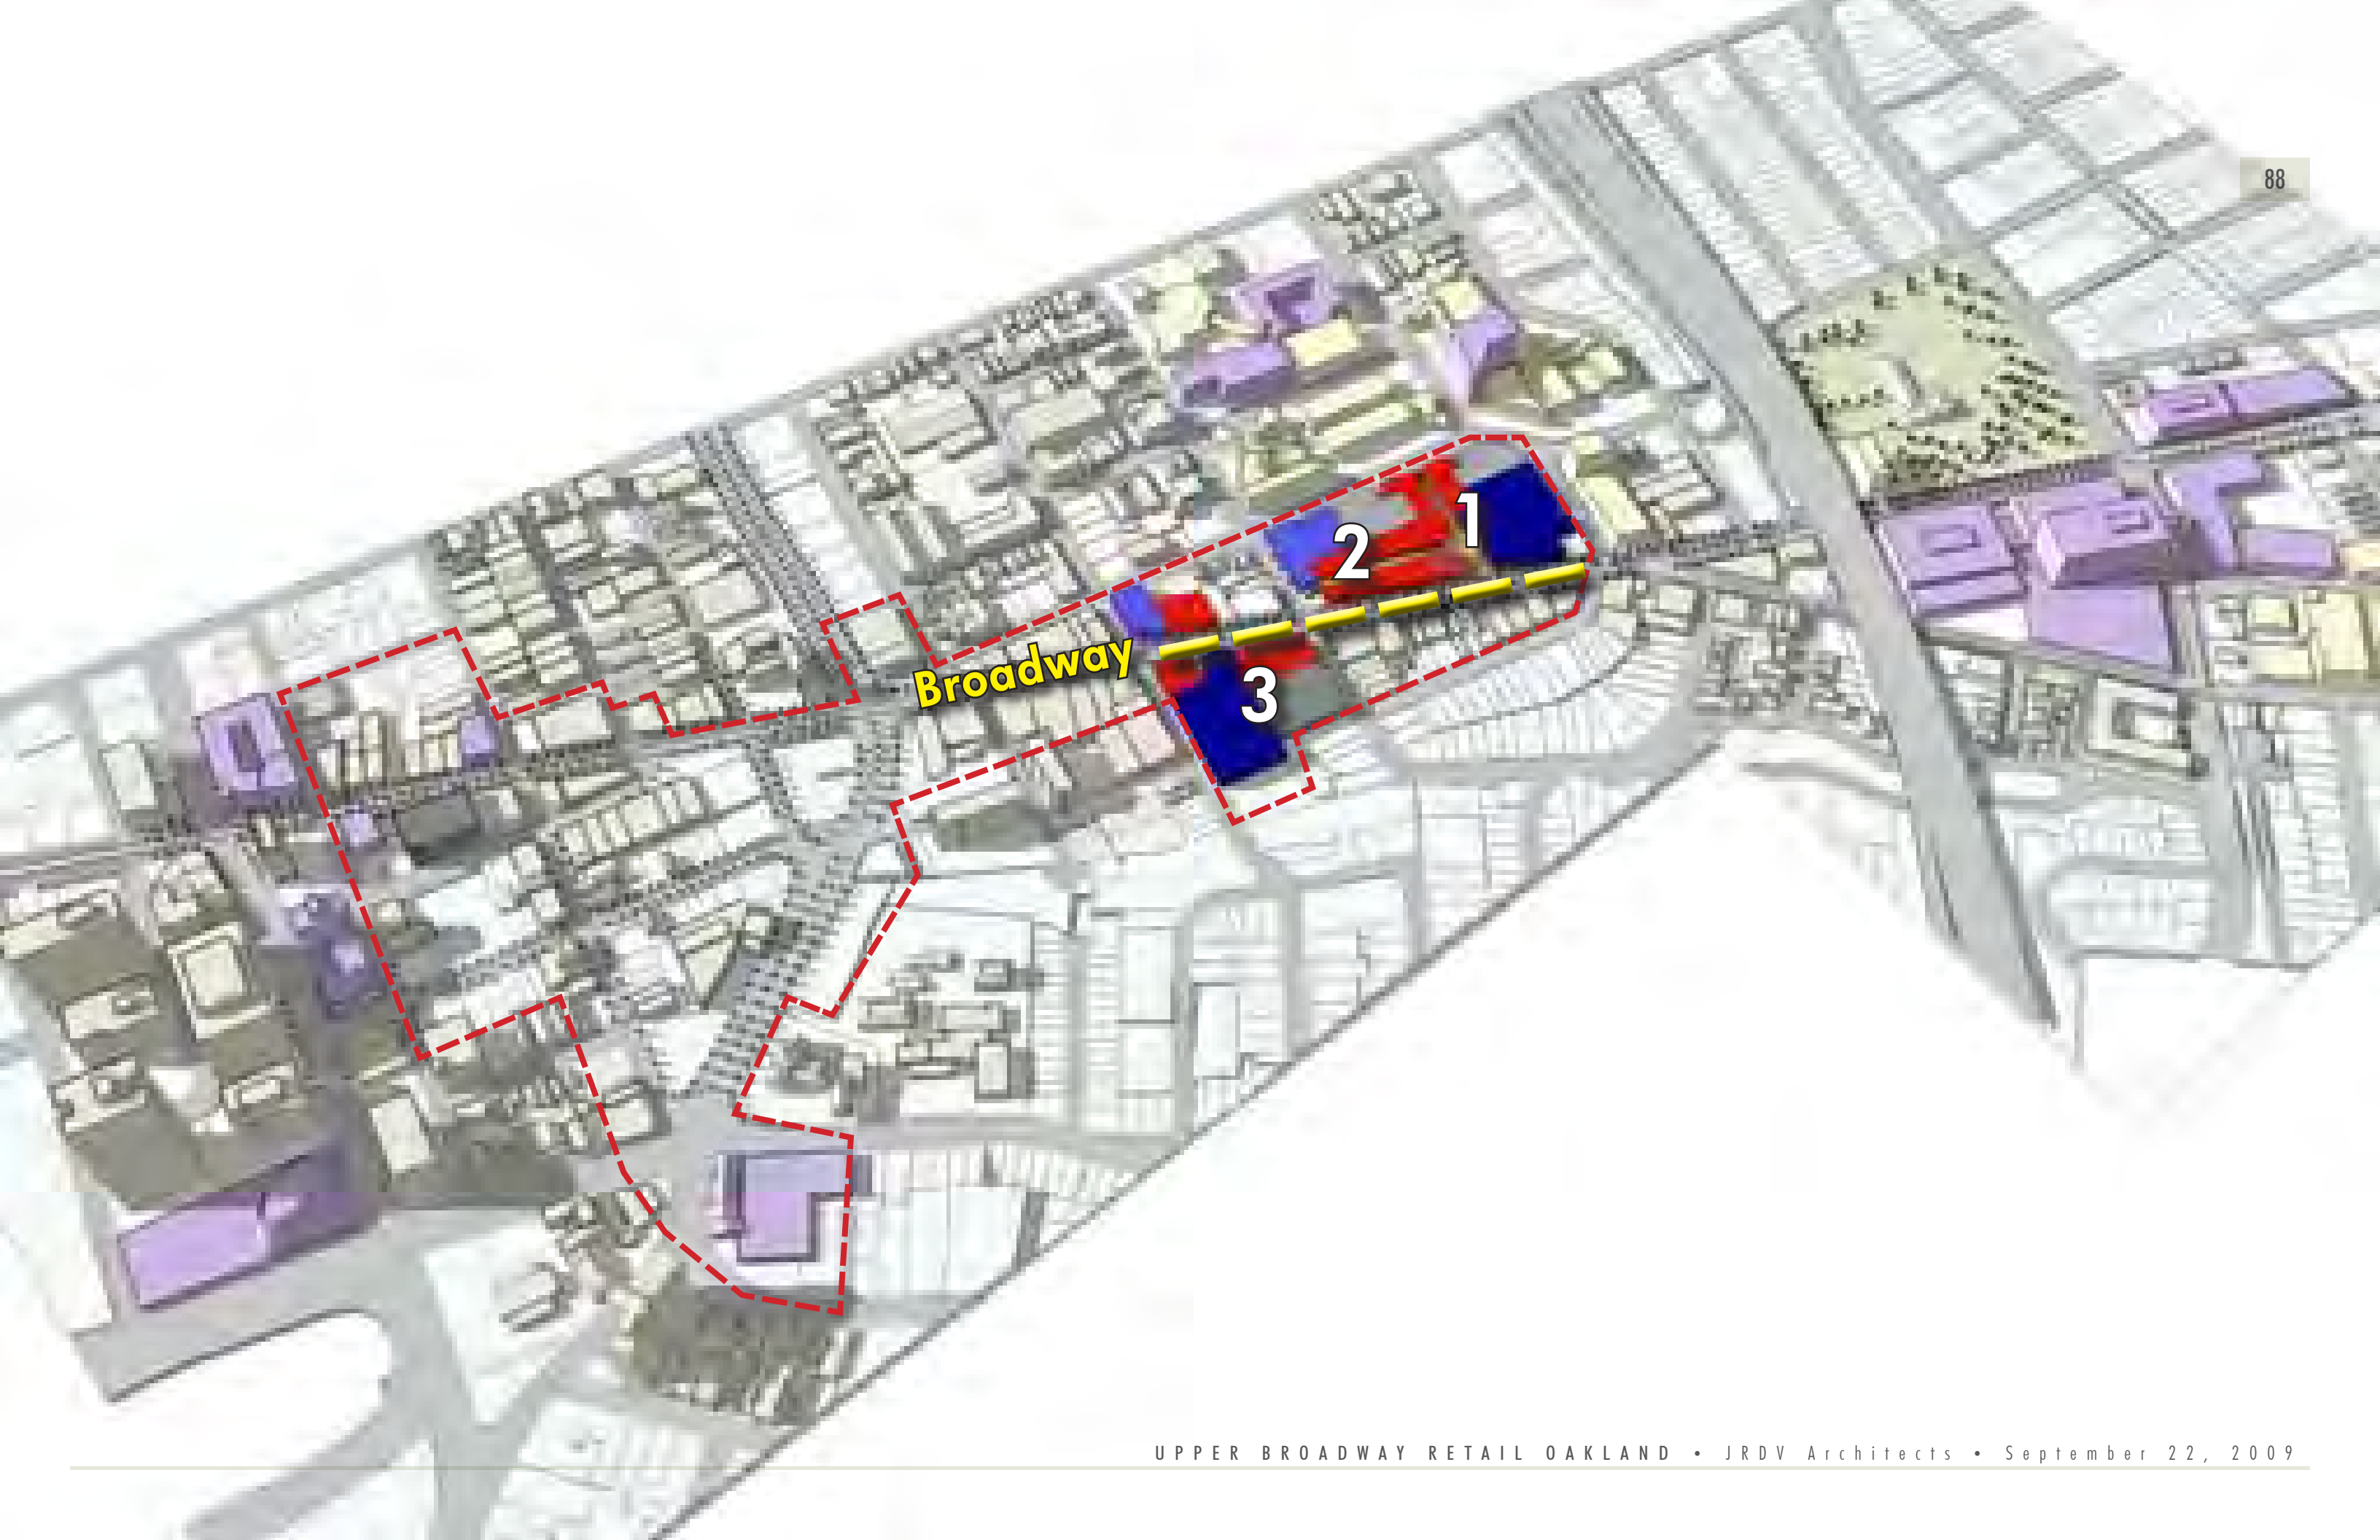 88
1
2
Broadway
3
UPPER BROADWAY RETAIL OAKLAND • JRDV Architects • September 22, 2009